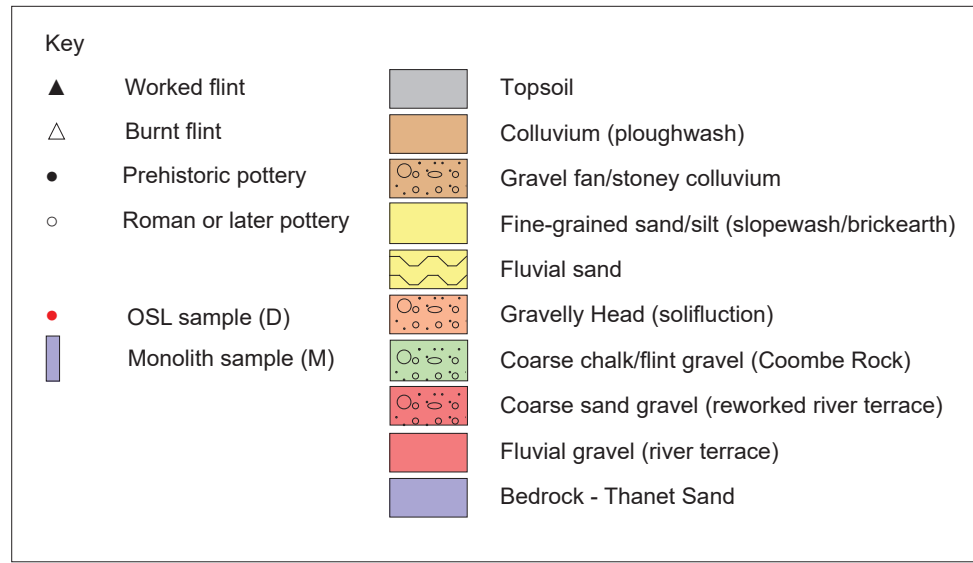 Key
Worked flint
Burnt flint
Prehistoric pottery
Roman or later pottery
OSL sample (D)
Monolith sample (M)
Topsoil
Colluvium (ploughwash)
Gravel fan/stoney colluvium
Fine-grained sand/silt (slopewash/brickearth)
Fluvial sand
Gravelly Head (solifluction)
Coarse chalk/flint gravel (Coombe Rock)
Coarse sand gravel (reworked river terrace)
Fluvial gravel (river terrace)
Bedrock - Thanet Sand